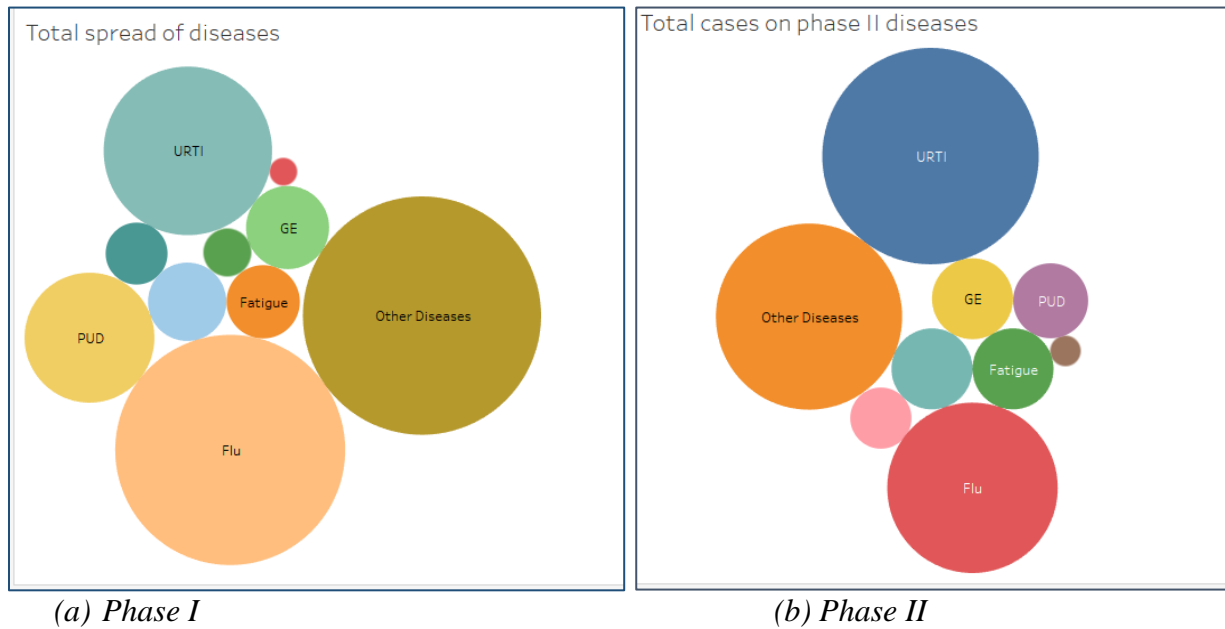 Total spread of diseases
URTI
GE
Fatigue
Other Diseases
PUD
Flu
(a) Phase I
Total cases on phase II diseases
URTI
GE
PUD
Other Diseases
Fatigue
Flu
(b) Phase II